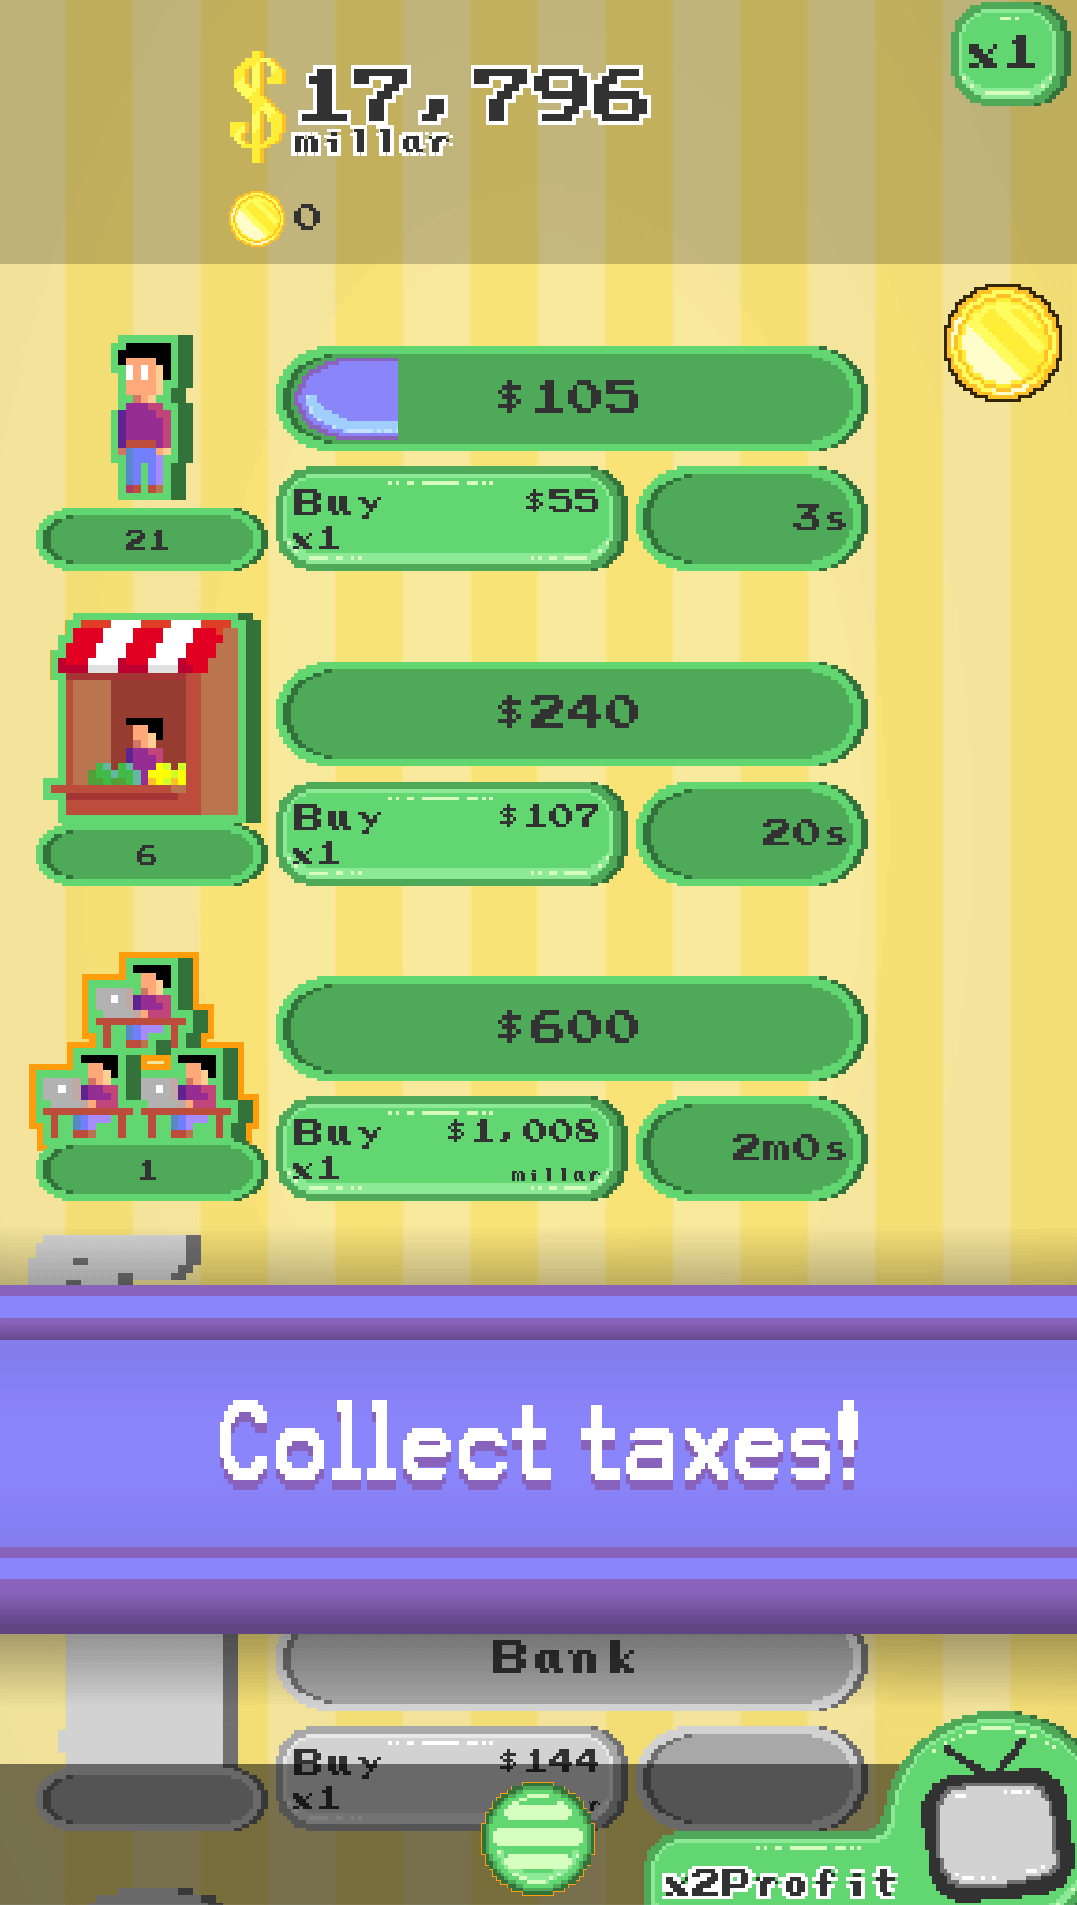 x1
$17,796
millar
0
$105
Buy $55
x1
3s
21
$240
Buy $107
x1
20s
6
$600
Buy $1,008
x1 millar
2m0s
1
Collect taxes!
Bank
Buy $144
x1
x2Profit